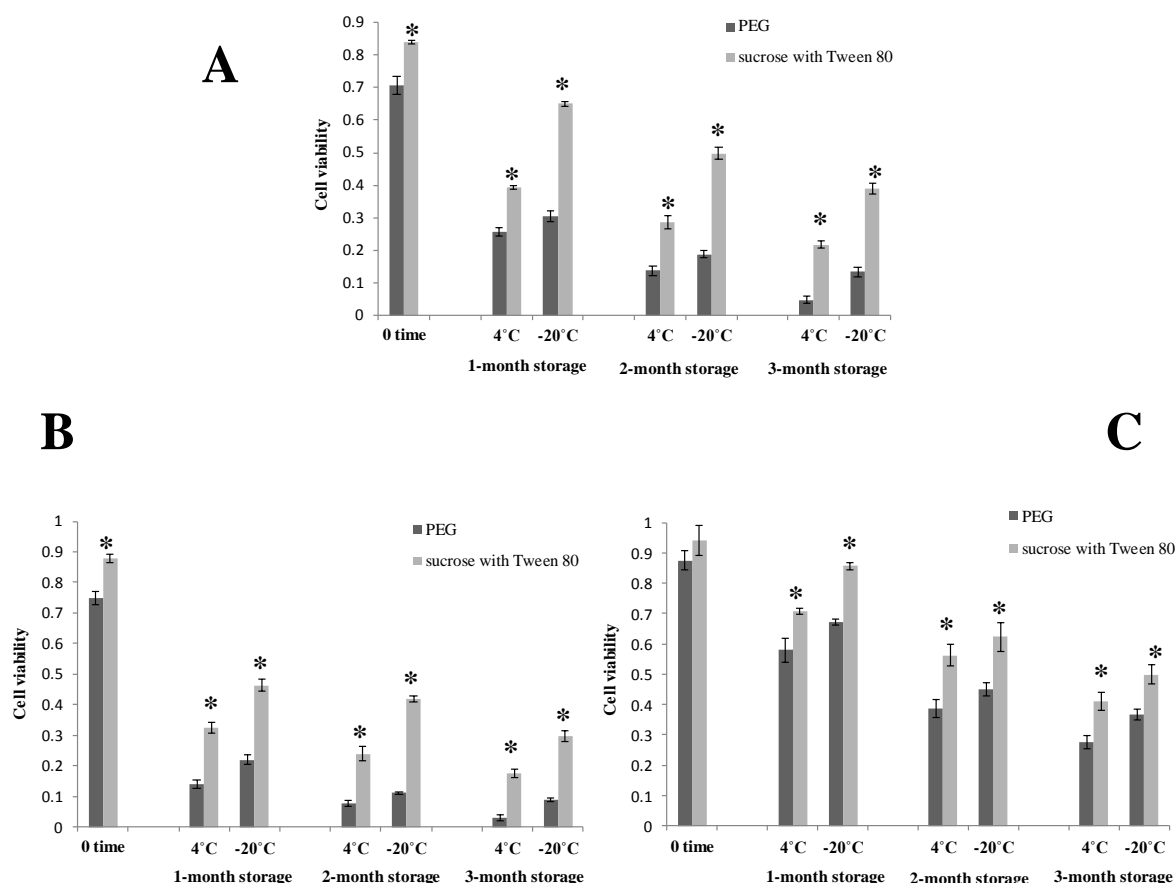 A
Cell viability
0.9
0.8
0.7
0.6
0.5
0.4
0.3
0.2
0.1
0
PEG
sucrose with Tween 80
* * * * * * *
0 time 4˚C -20˚C 4˚C -20˚C 4˚C -20˚C
1-month storage 2-month storage 3-month storage
B
Cell viability
1
0.9
0.8
0.7
0.6
0.5
0.4
0.3
0.2
0.1
0
PEG
sucrose with Tween 80
* * * * * * *
0 time 4˚C -20˚C 4˚C -20˚C 4˚C -20˚C
1-month storage 2-month storage 3-month storage
C
Cell viability
1
0.9
0.8
0.7
0.6
0.5
0.4
0.3
0.2
0.1
0
PEG
sucrose with Tween 80
* * * * * *
0 time 4˚C -20˚C 4˚C -20˚C 4˚C -20˚C
1-month storage 2-month storage 3-month storage